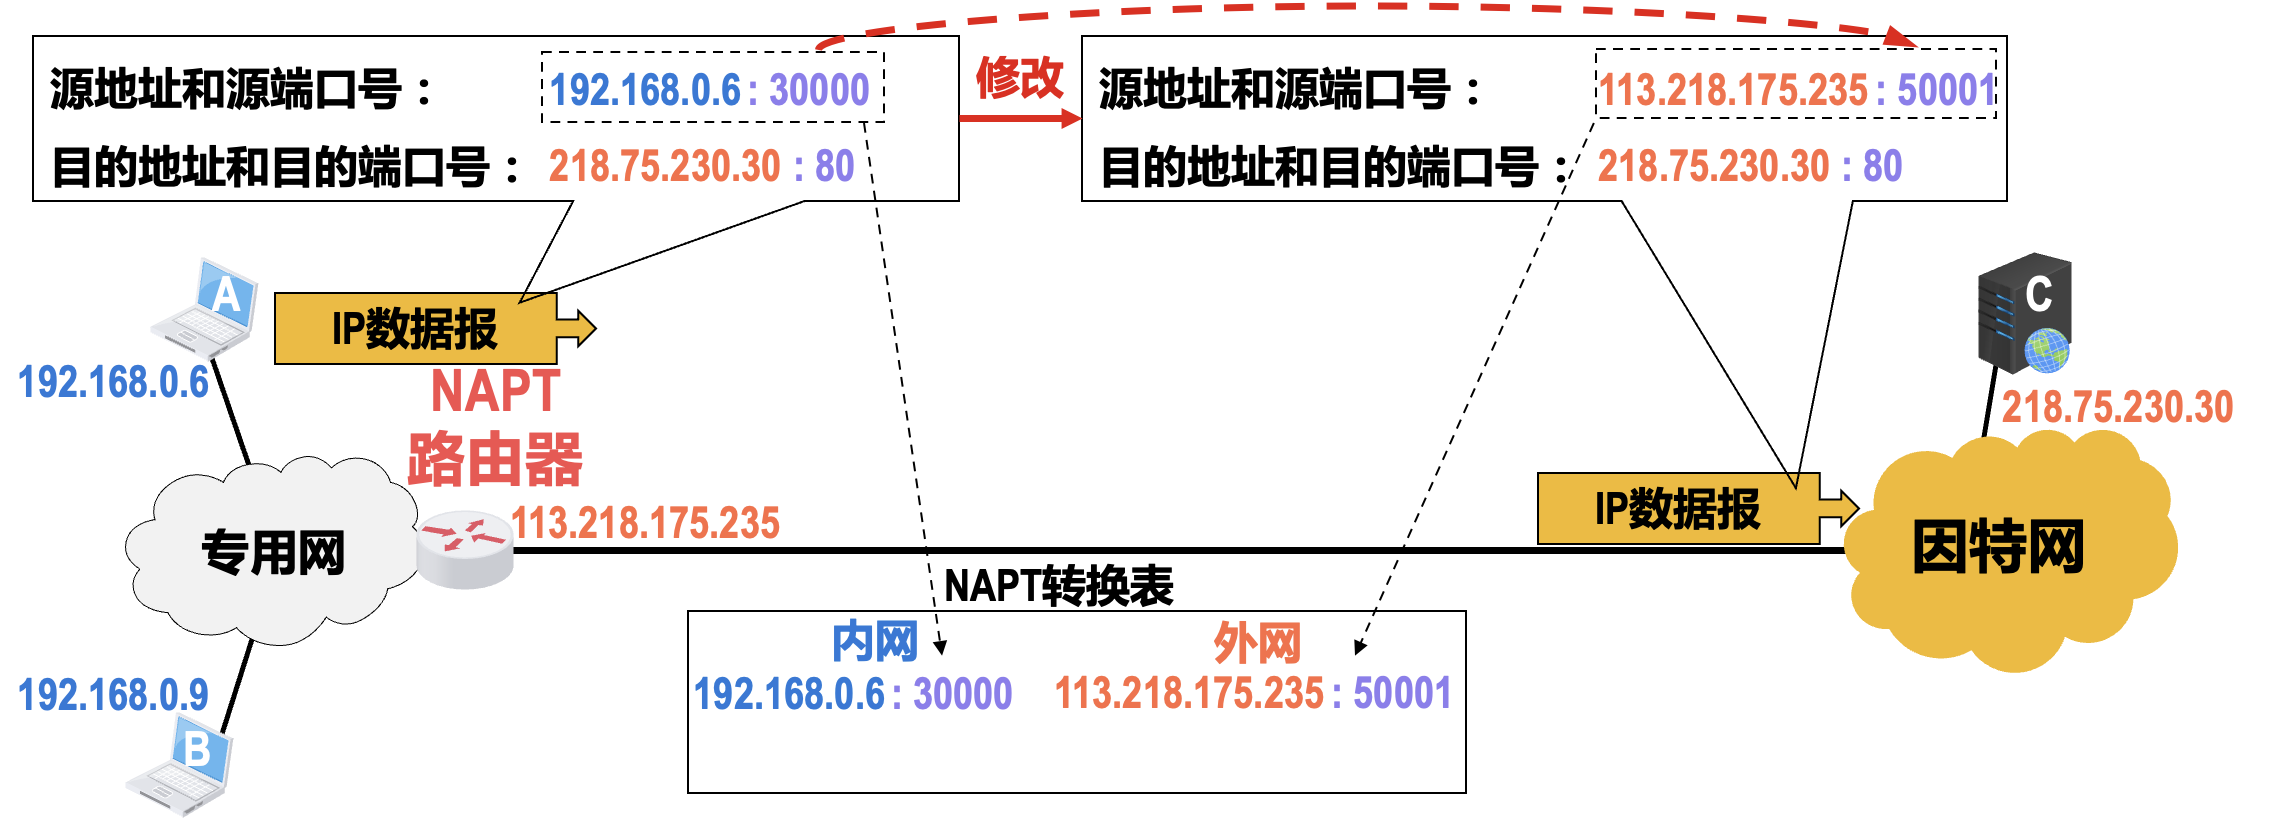 源地址和源端口号：192.168.0.6 : 30000
目的地址和目的端口号：218.75.230.30 : 80
修改
源地址和源端口号：113.218.175.235 : 50001
目的地址和目的端口号：218.75.230.30 : 80
A
192.168.0.6
IP数据报
NAPT
路由器
113.218.175.235
专用网
192.168.0.9
B
C
218.75.230.30
IP数据报
因特网
NAPT转换表
内网 外网
192.168.0.6 : 30000 113.218.175.235 : 50001